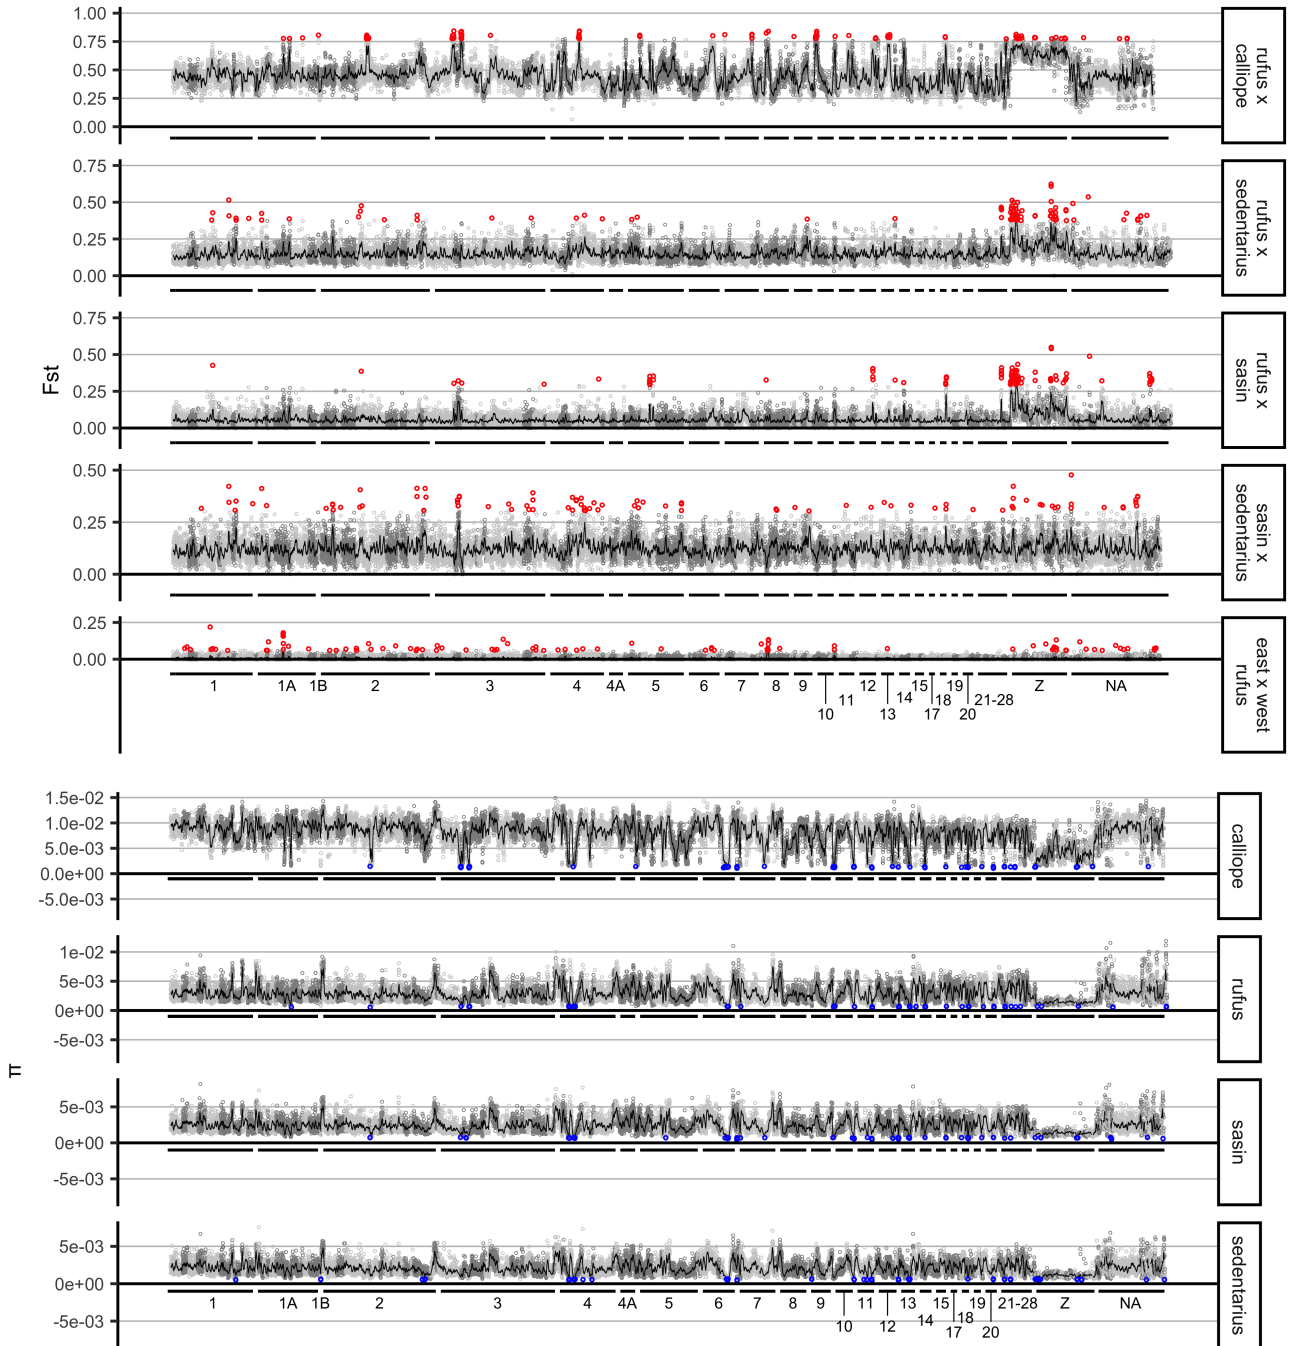 1.00
0.75
0.50
0.25
0.00
rufus x
calliope
0.75
0.50
0.25
0.00
rufus x
sedentarius
0.75
0.50
0.25
0.00
rufus x
sasin
Fst
0.50
0.25
0.00
sasin x
sedentarius
0.25
0.00
east x west
rufus
1 1A 1B 2 3 4 4A 5 6 7 8 9 12 15 19 Z NA
11 14 18 21-28
10 13 17 20
1.5e-02
1.0e-02
5.0e-03
0.0e+00
-5.0e-03
calliope
1e-02
5e-03
0e+00
-5e-03
rufus
π
5e-03
0e+00
-5e-03
sasin
5e-03
0e+00
-5e-03
sedentarius
1 1A 1B 2 3 4 4A 5 6 7 8 9 11 13 15 19 21-28 Z NA
14 18
10 12 17 20